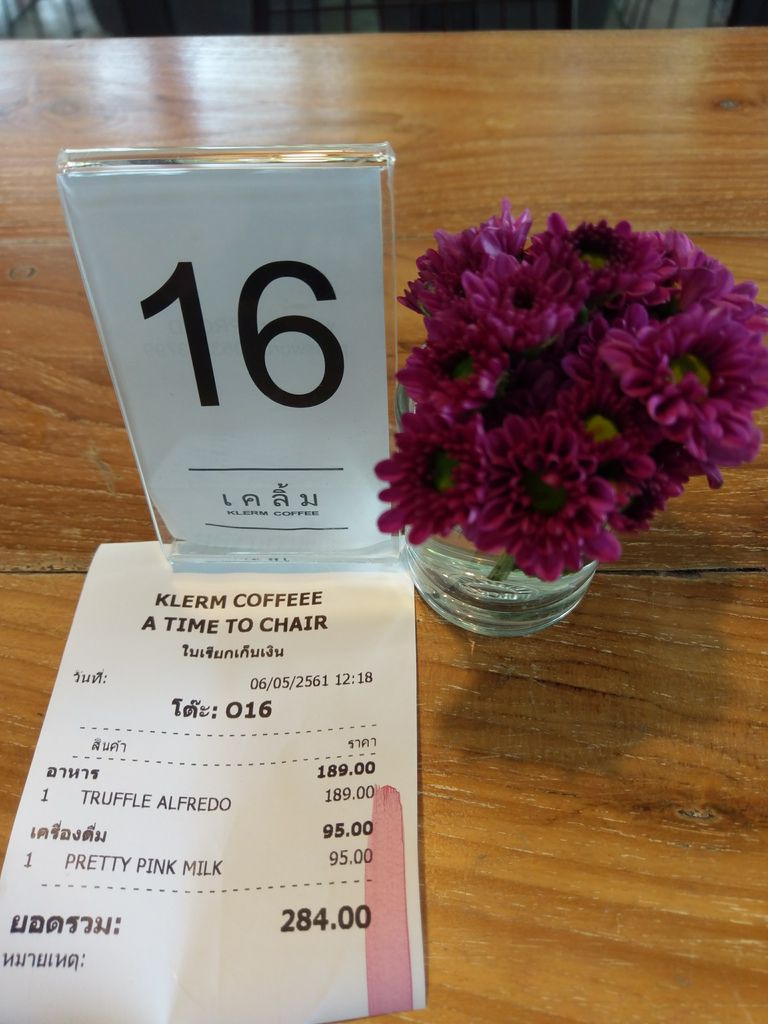 16
เคลิ้ม
KLERM COFFEE
KLERM COFFEEE
A TIME TO CHAIR
ใบเรียกเก็บเงิน
วันที่: 06/05/2561 12:18
โต๊ะ: O16
สินค้า ราคา
อาหาร 189.00
1 TRUFFLE ALFREDO 189.00
เครื่องดื่ม 95.00
1 PRETTY PINK MILK 95.00
ยอดรวม: 284.00
หมายเหตุ: